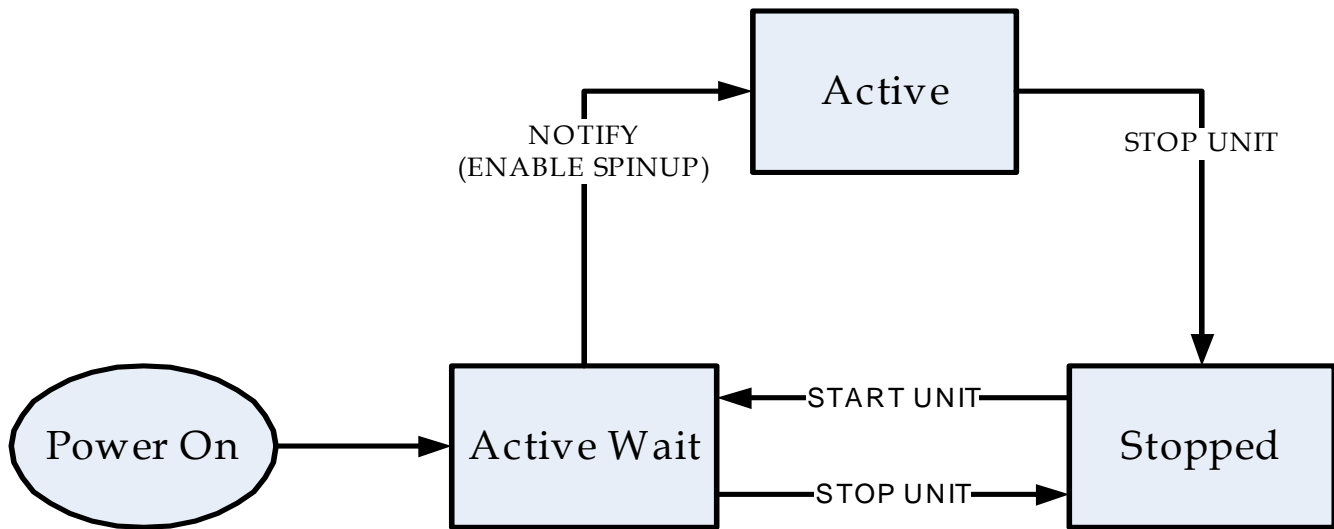 Active
NOTIFY
(ENABLE SPINUP)
STOP UNIT
START UNIT
Power On
Active Wait
Stopped
STOP UNIT